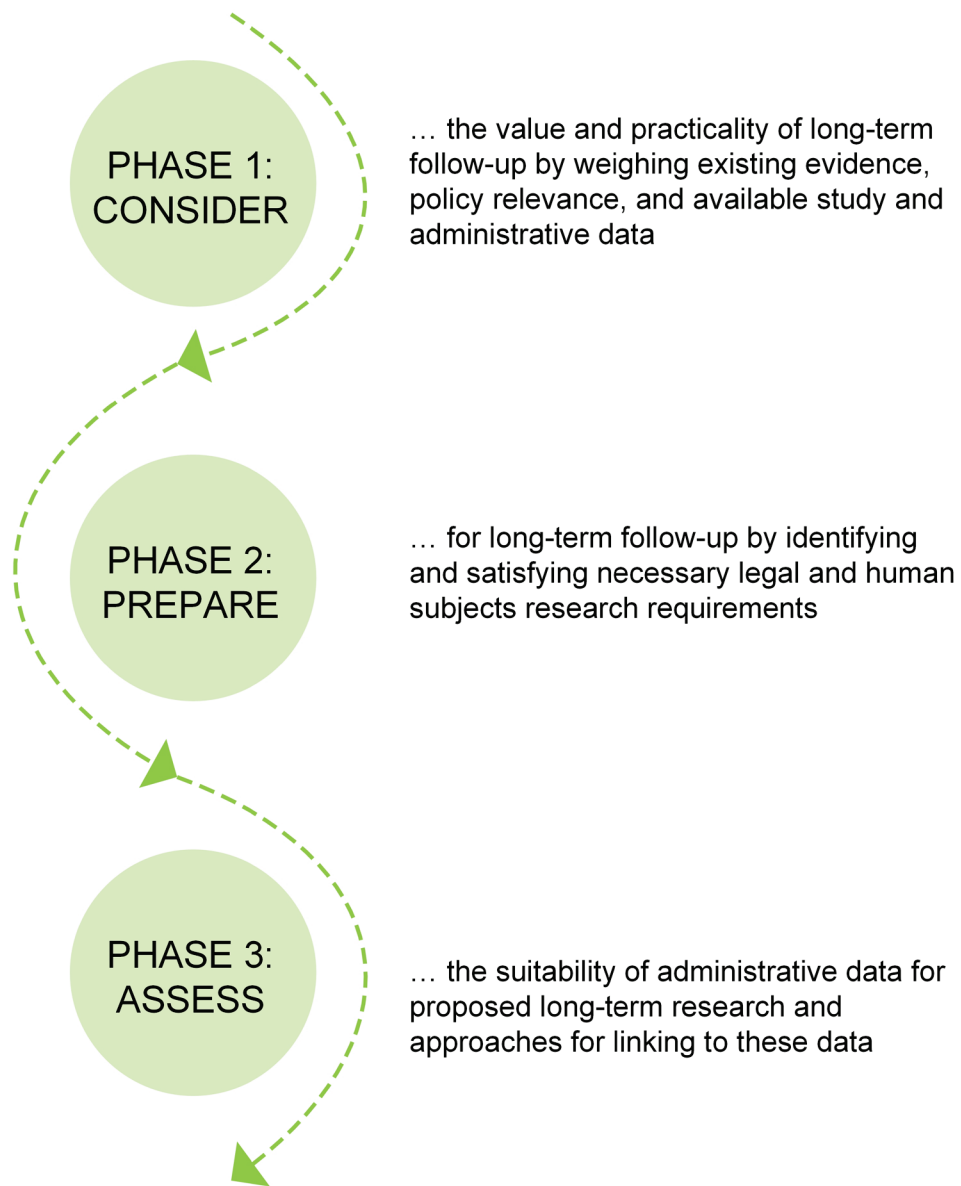 PHASE 1:
CONSIDER
… the value and practicality of long-term
follow-up by weighing existing evidence,
policy relevance, and available study and
administrative data
PHASE 2:
PREPARE
… for long-term follow-up by identifying
and satisfying necessary legal and human
subjects research requirements
PHASE 3:
ASSESS
… the suitability of administrative data for
proposed long-term research and
approaches for linking to these data